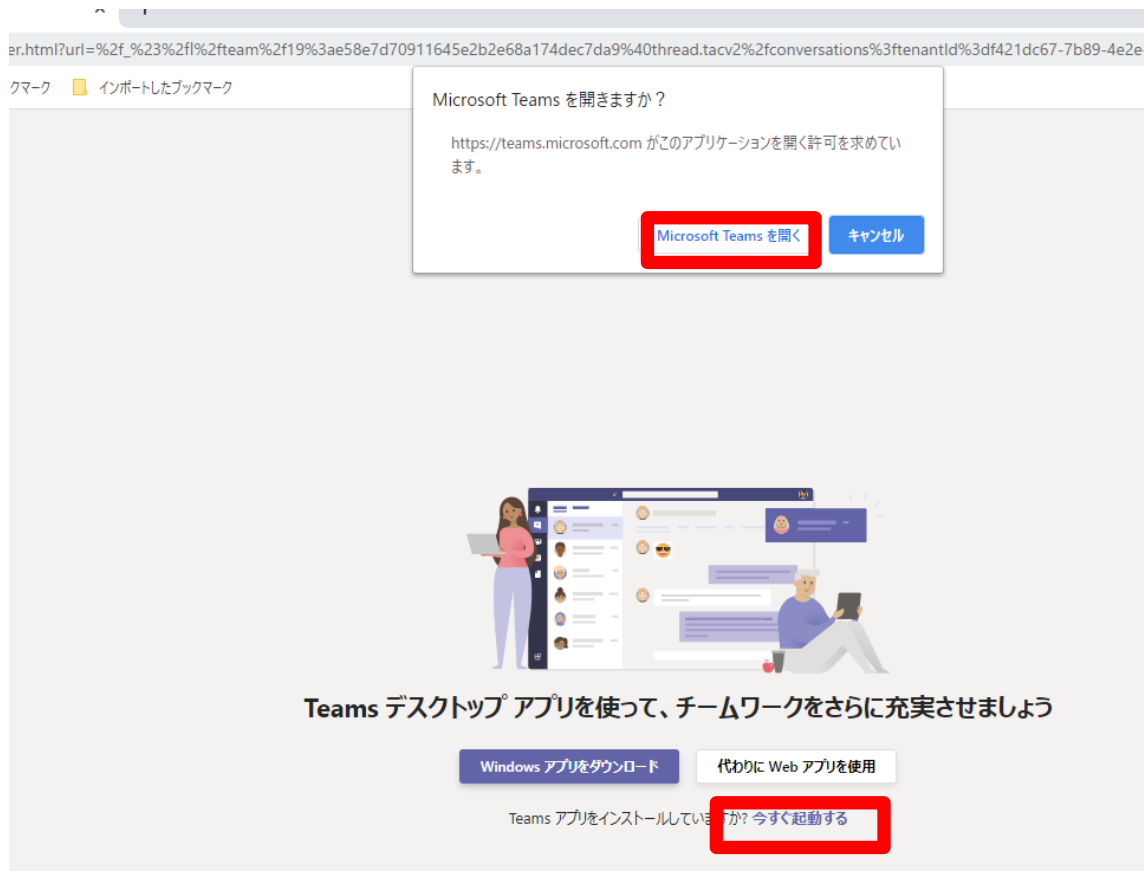 er.html?url=%2f_%23%2fl%2fteam%2f19%3ae58e7d70911645e2b2e68a174dec7da9%40thread.tacv2%2fconversations%3ftenantId%3df421dc67-7b89-4e2e-
クマーク インポートしたブックマーク
Microsoft Teams を開きますか？
https://teams.microsoft.com がこのアプリケーションを開く許可を求めてい
ます。
Microsoft Teams を開く キャンセル
Teams デスクトップ アプリを使って、チームワークをさらに充実させましょう
Windows アプリをダウンロード 代わりに Web アプリを使用
Teams アプリをインストールしていますか? 今すぐ起動する